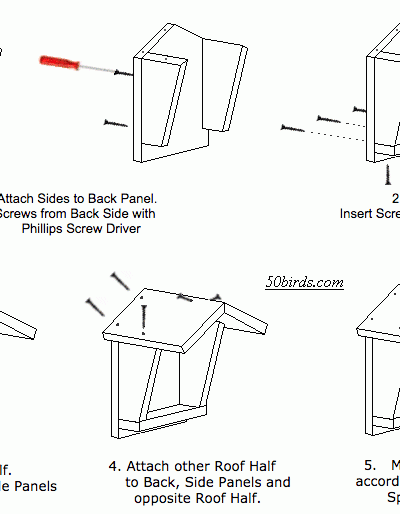 Attach Sides to Back Panel.
Screws from Back Side with
Phillips Screw Driver
2
Insert Scre
50birds.com
lf.
le Panels
4. Attach other Roof Half
to Back, Side Panels and
opposite Roof Half.
5. M
accord
Sp